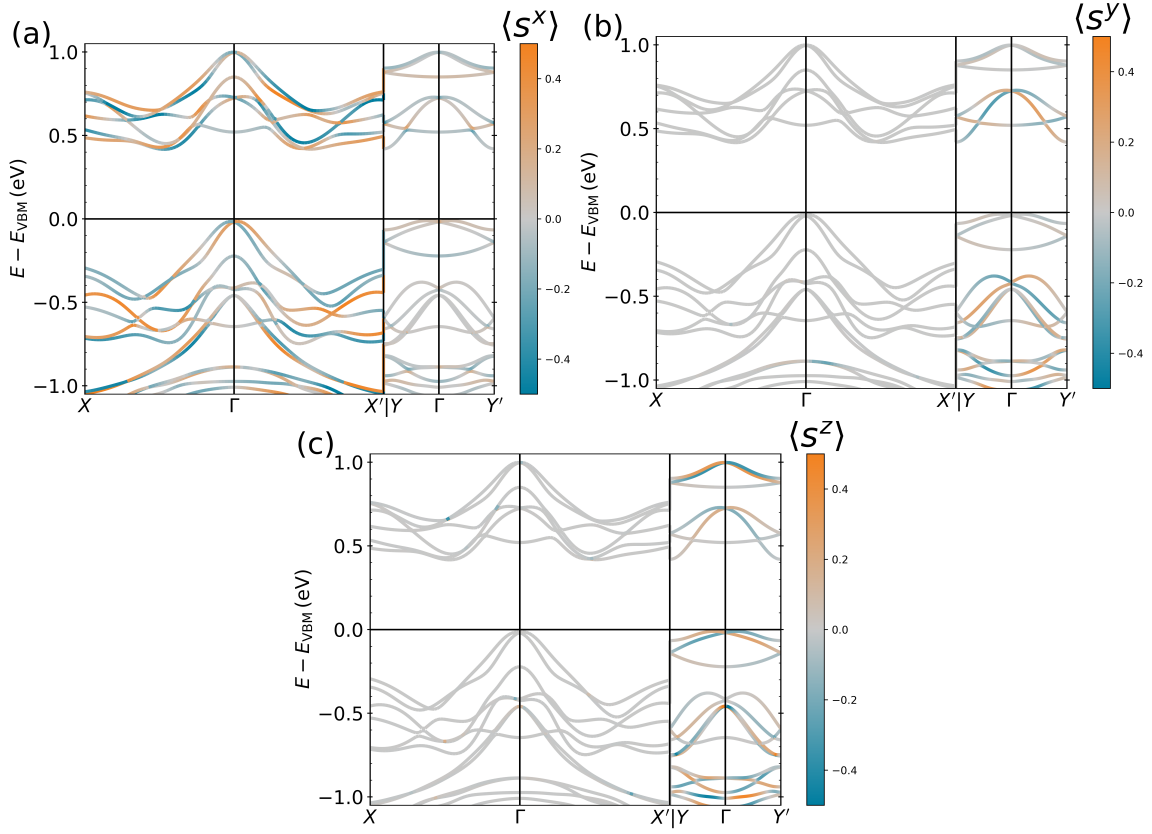 (a)
⟨s^x⟩
1.0
0.5
0.0
−0.5
−1.0
E − E_VBM (eV)
X
Γ
X′|Y
Γ
Y′
0.4
0.2
0.0
−0.2
−0.4
(b)
⟨s^y⟩
1.0
0.5
0.0
−0.5
−1.0
E − E_VBM (eV)
X
Γ
X′|Y
Γ
Y′
0.4
0.2
0.0
−0.2
−0.4
(c)
⟨s^z⟩
1.0
0.5
0.0
−0.5
−1.0
E − E_VBM (eV)
X
Γ
X′|Y
Γ
Y′
0.4
0.2
0.0
−0.2
−0.4